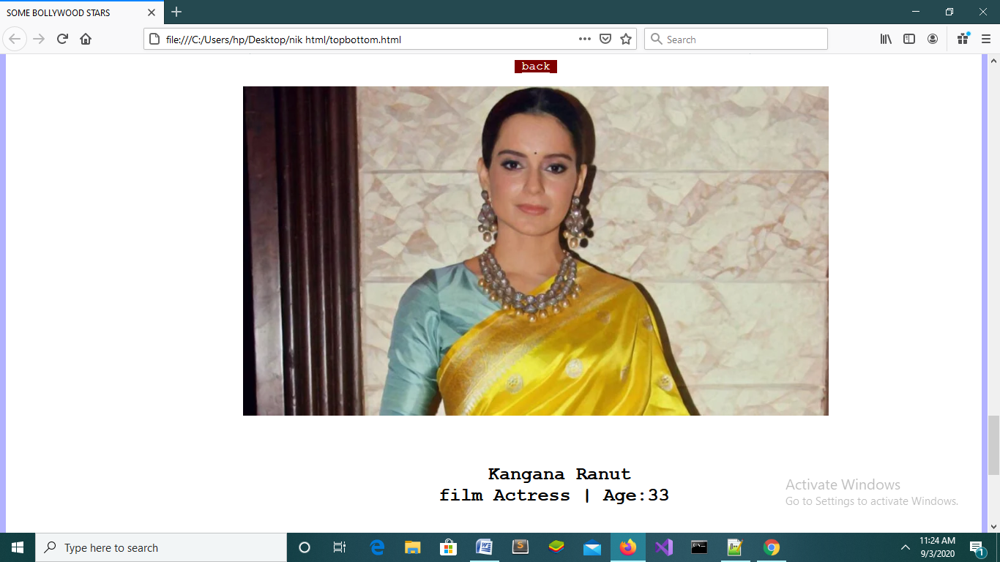 SOME BOLLYWOOD STARS
file:///C:/Users/hp/Desktop/nik html/topbottom.html
Search
back
Kangana Ranut
film Actress | Age:33
Activate Windows
Go to Settings to activate Windows.
Type here to search
11:24 AM
9/3/2020
1